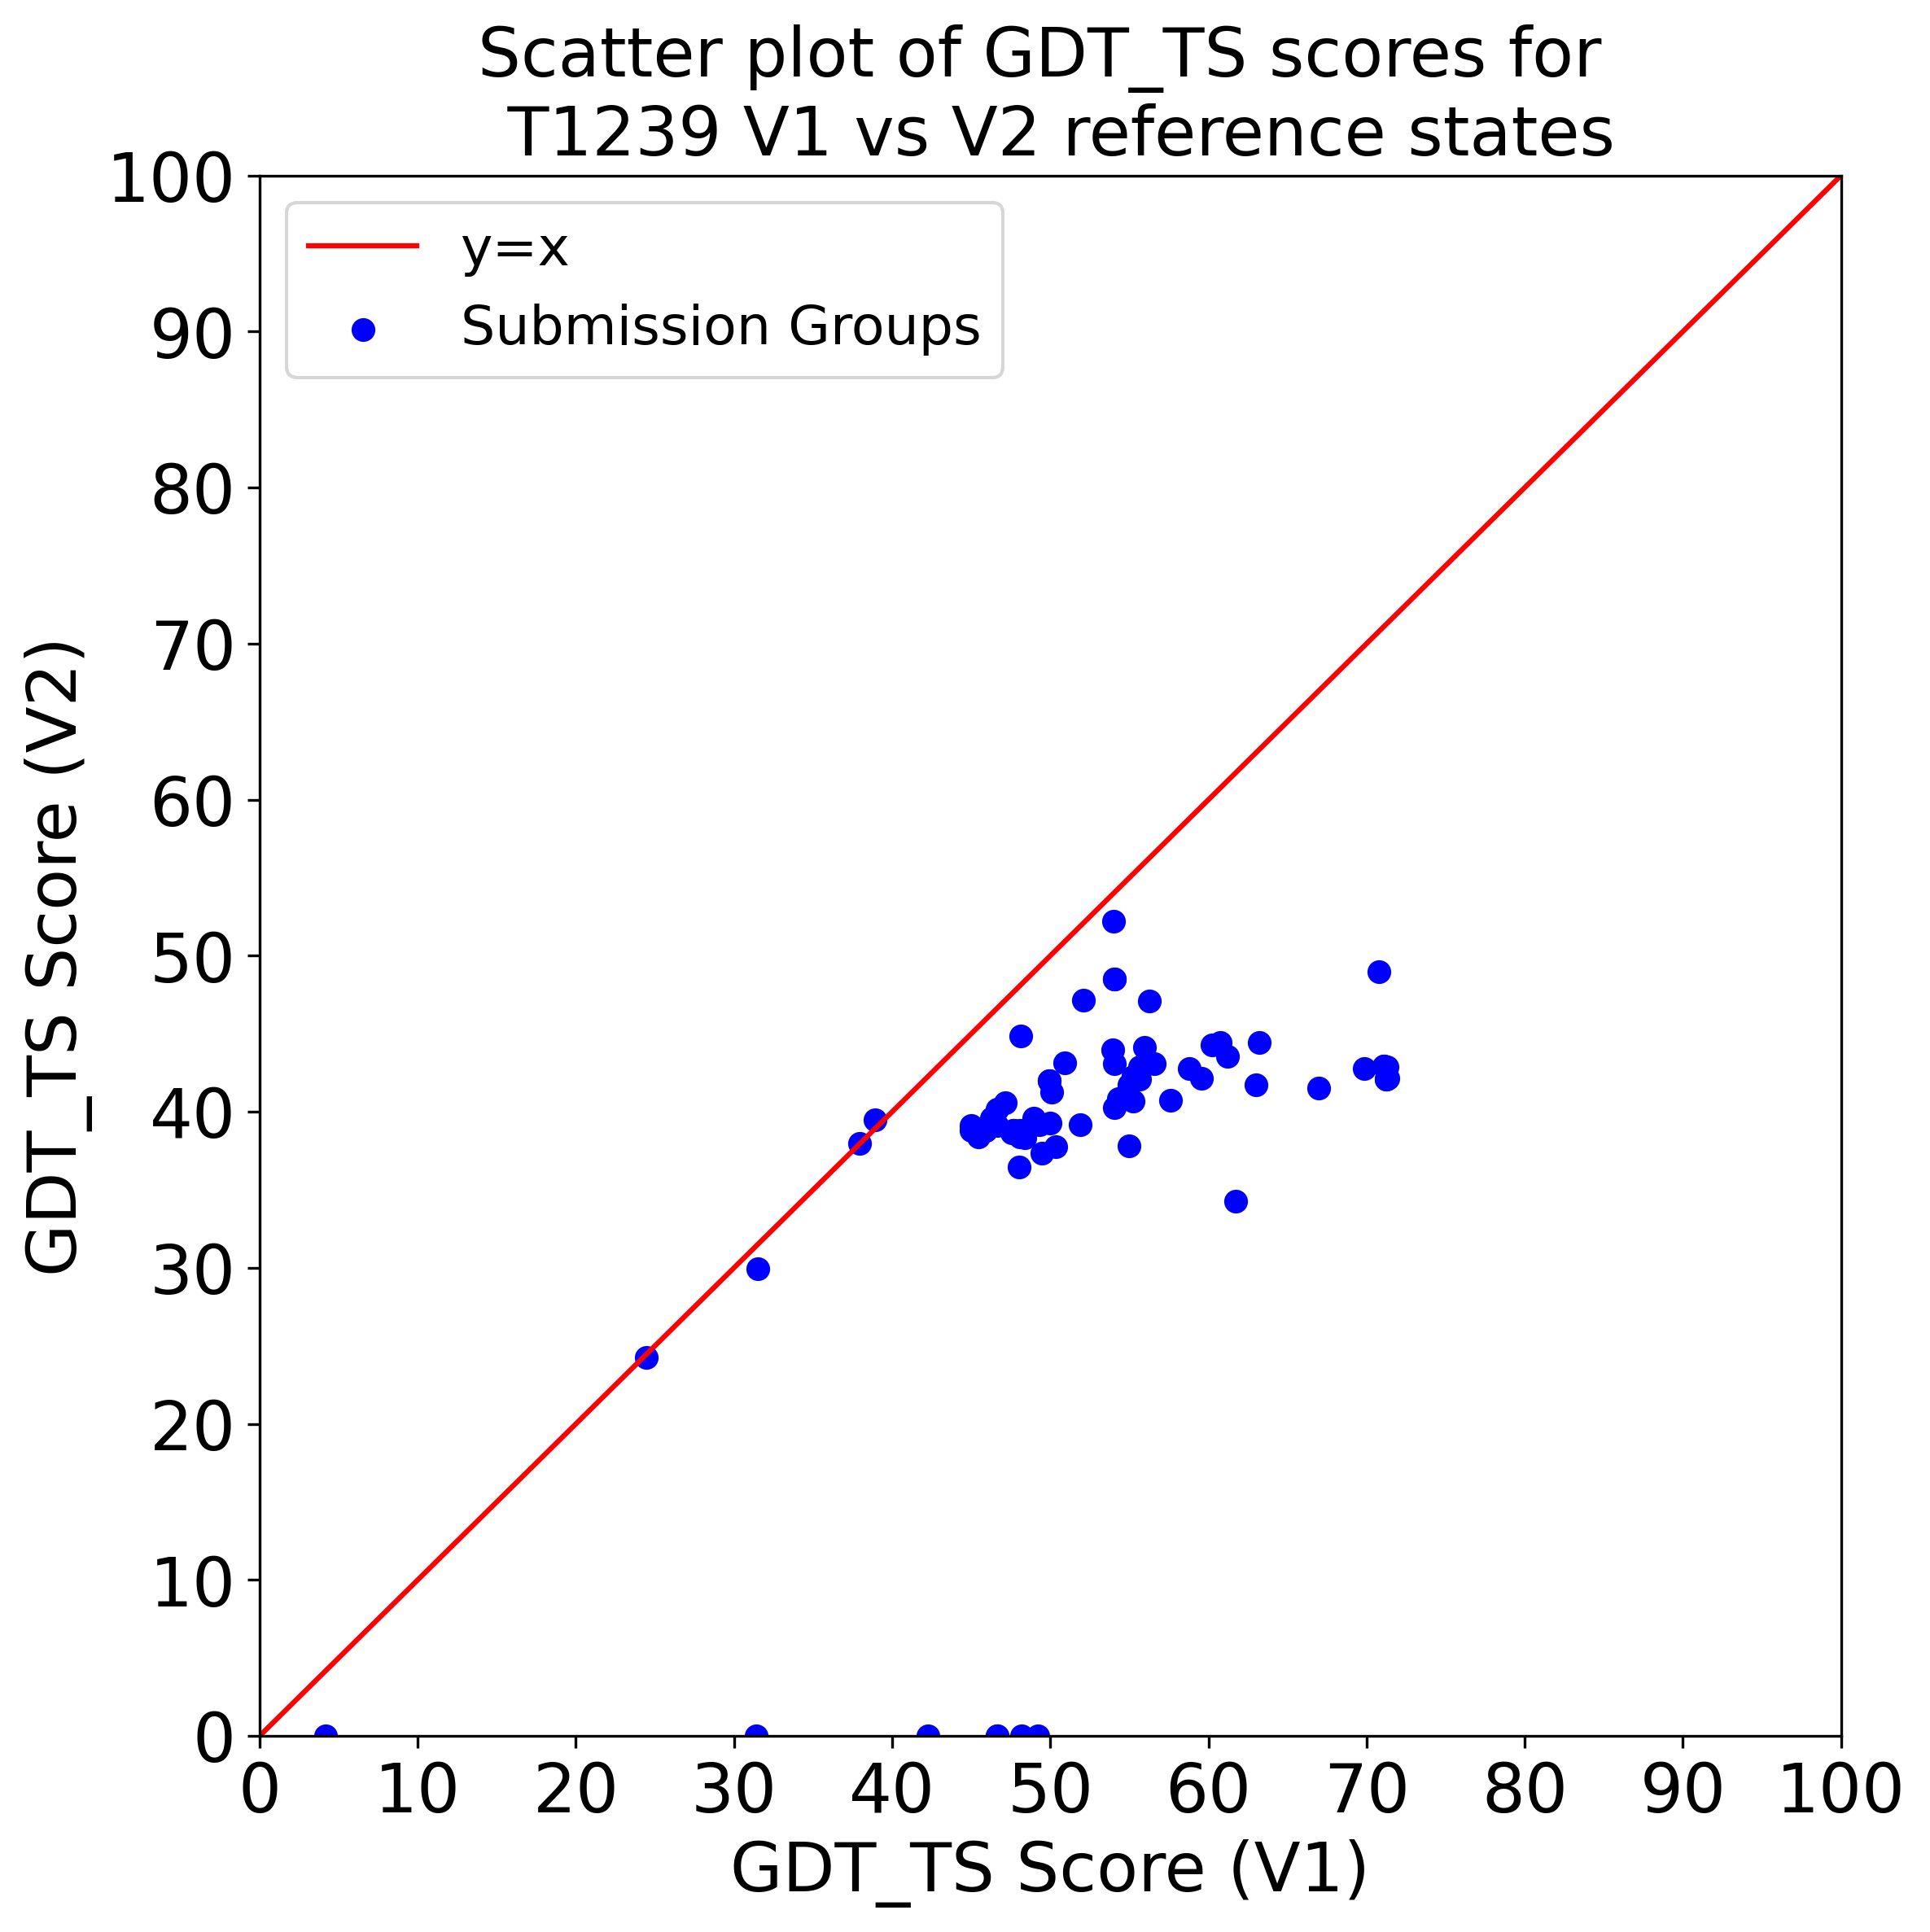 Scatter plot of GDT_TS scores for
T1239 V1 vs V2 reference states
y=x
Submission Groups
GDT_TS Score (V2)
100
90
80
70
60
50
40
30
20
10
0
0 10 20 30 40 50 60 70 80 90 100
GDT_TS Score (V1)